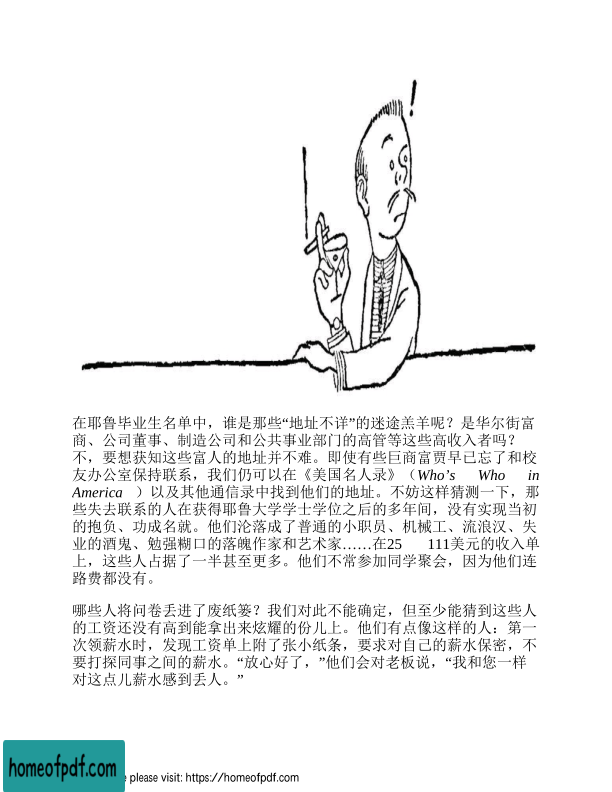 !
在耶鲁毕业生名单中，谁是那些“地址不详”的迷途羔羊呢？是华尔街富
商、公司董事、制造公司和公共事业部门的高管等这些高收入者吗？
不，要想获知这些富人的地址并不难。即使有些巨商富贾早已忘了和校
友办公室保持联系，我们仍可以在《美国名人录》（Who’s Who in
America ）以及其他通信录中找到他们的地址。不妨这样猜测一下，那
些失去联系的人在获得耶鲁大学学士学位之后的多年间，没有实现当初
的抱负、功成名就。他们沦落成了普通的小职员、机械工、流浪汉、失
业的酒鬼、勉强糊口的落魄作家和艺术家……在25 111美元的收入单
上，这些人占据了一半甚至更多。他们不常参加同学聚会，因为他们连
路费都没有。
哪些人将问卷丢进了废纸篓？我们对此不能确定，但至少能猜到这些人
的工资还没有高到能拿出来炫耀的份儿上。他们有点像这样的人：第一
次领薪水时，发现工资单上附了张小纸条，要求对自己的薪水保密，不
要打探同事之间的薪水。“放心好了，”他们会对老板说，“我和您一样
对这点儿薪水感到丢人。”
homeofpdf.com
e please visit: https://homeofpdf.com